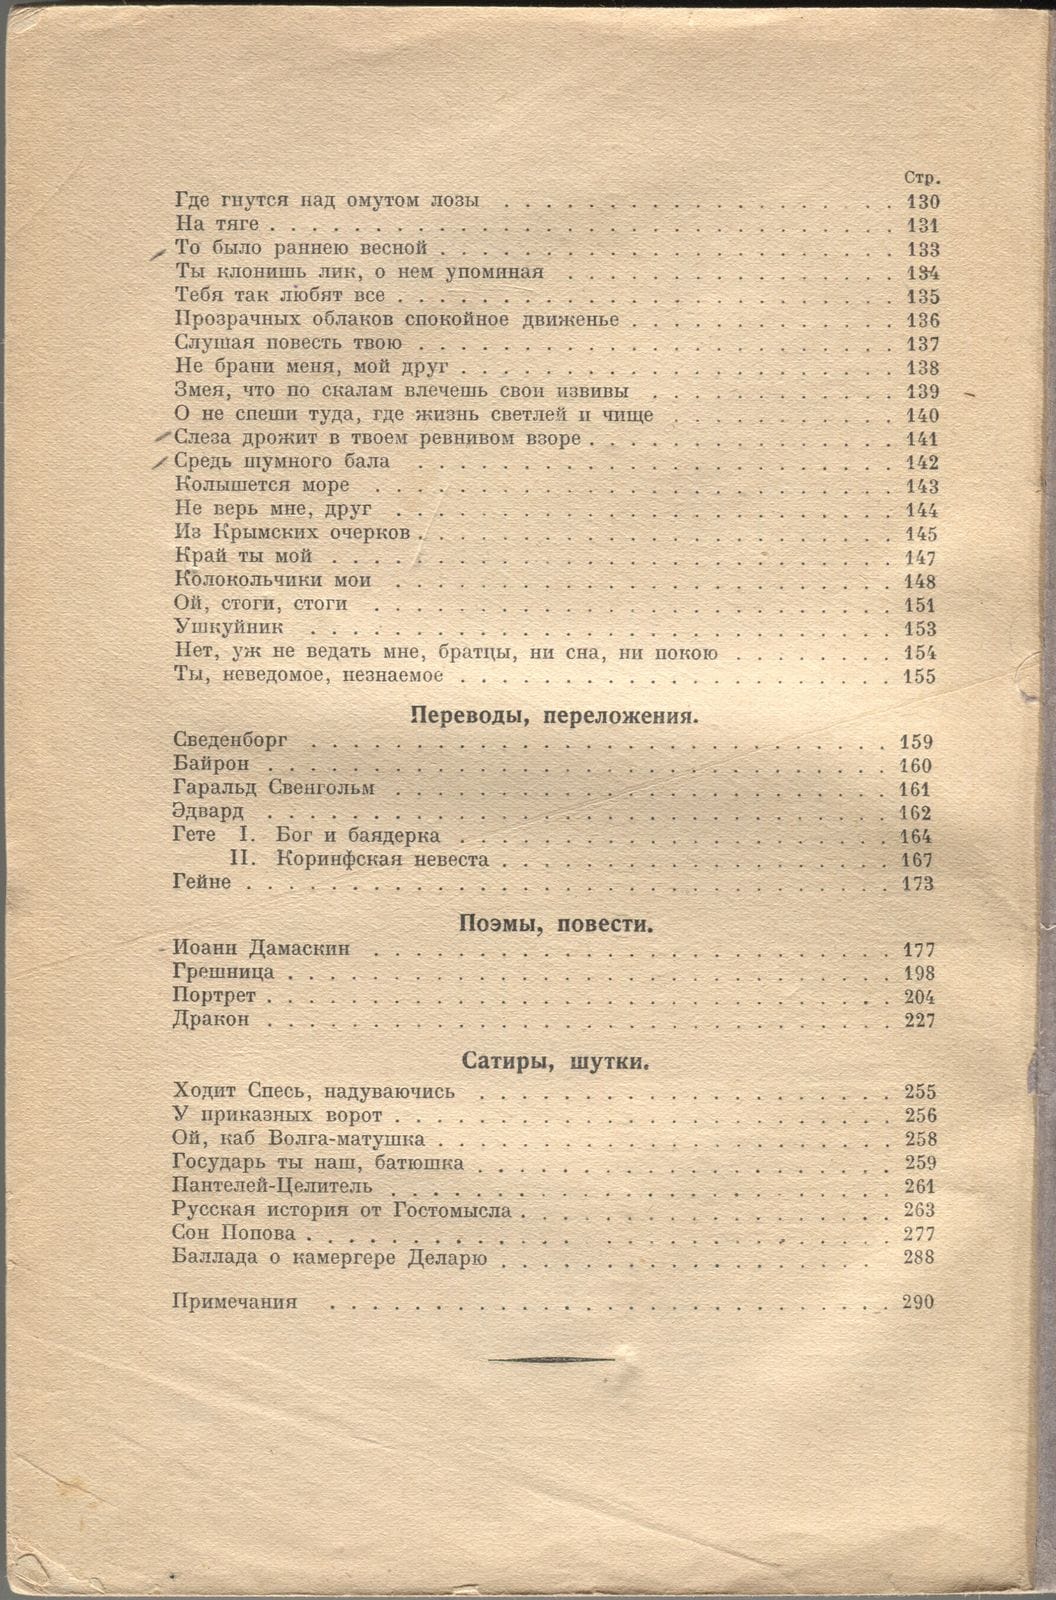 Стр.
Где гнутся над омутом лозы . . . . . . . . . . . . . . . . . . . 130
На тяге . . . . . . . . . . . . . . . . . . . . . . . . . . . . . . 131
То было раннею весной . . . . . . . . . . . . . . . . . . . . . . 133
Ты клонишь лик, о нем упоминая . . . . . . . . . . . . . . . . 134
Тебя так любят все . . . . . . . . . . . . . . . . . . . . . . . . 135
Прозрачных облаков спокойное движенье . . . . . . . . . . . . . 136
Слушая повесть твою . . . . . . . . . . . . . . . . . . . . . . . 137
Не брани меня, мой друг . . . . . . . . . . . . . . . . . . . . . 138
Змея, что по скалам влечешь свои извивы . . . . . . . . . . . . 139
О не спеши туда, где жизнь светлей и чище . . . . . . . . . . . 140
Слеза дрожит в твоем ревнивом взоре . . . . . . . . . . . . . . . 141
Средь шумного бала . . . . . . . . . . . . . . . . . . . . . . . 142
Колышется море . . . . . . . . . . . . . . . . . . . . . . . . . 143
Не верь мне, друг . . . . . . . . . . . . . . . . . . . . . . . . 144
Из Крымских очерков . . . . . . . . . . . . . . . . . . . . . . . 145
Край ты мой . . . . . . . . . . . . . . . . . . . . . . . . . . . 147
Колокольчики мои . . . . . . . . . . . . . . . . . . . . . . . . 148
Ой, стоги, стоги . . . . . . . . . . . . . . . . . . . . . . . . . 151
Ушкуйник . . . . . . . . . . . . . . . . . . . . . . . . . . . . 153
Нет, уж не ведать мне, братцы, ни сна, ни покою . . . . . . . . 154
Ты, неведомое, незнаемое . . . . . . . . . . . . . . . . . . . . . 155
Переводы, переложения.
Сведенборг . . . . . . . . . . . . . . . . . . . . . . . . . . . . 159
Байрон . . . . . . . . . . . . . . . . . . . . . . . . . . . . . . 160
Гаральд Свенгольм . . . . . . . . . . . . . . . . . . . . . . . . 161
Эдвард . . . . . . . . . . . . . . . . . . . . . . . . . . . . . . 162
Гете I. Бог и баядерка . . . . . . . . . . . . . . . . . . . . . 164
II. Коринфская невеста . . . . . . . . . . . . . . . . . . . 167
Гейне . . . . . . . . . . . . . . . . . . . . . . . . . . . . . . . 173
Поэмы, повести.
Иоанн Дамаскин . . . . . . . . . . . . . . . . . . . . . . . . . 177
Грешница . . . . . . . . . . . . . . . . . . . . . . . . . . . . . 198
Портрет . . . . . . . . . . . . . . . . . . . . . . . . . . . . . . 204
Дракон . . . . . . . . . . . . . . . . . . . . . . . . . . . . . . 227
Сатиры, шутки.
Ходит Спесь, надуваючись . . . . . . . . . . . . . . . . . . . . 255
У приказных ворот . . . . . . . . . . . . . . . . . . . . . . . . 256
Ой, каб Волга-матушка . . . . . . . . . . . . . . . . . . . . . . 258
Государь ты наш, батюшка . . . . . . . . . . . . . . . . . . . . 259
Пантелей-Целитель . . . . . . . . . . . . . . . . . . . . . . . . 261
Русская история от Гостомысла . . . . . . . . . . . . . . . . . . 263
Сон Попова . . . . . . . . . . . . . . . . . . . . . . . . . . . . 277
Баллада о камергере Деларю . . . . . . . . . . . . . . . . . . . 288
Примечания . . . . . . . . . . . . . . . . . . . . . . . . . . . 290